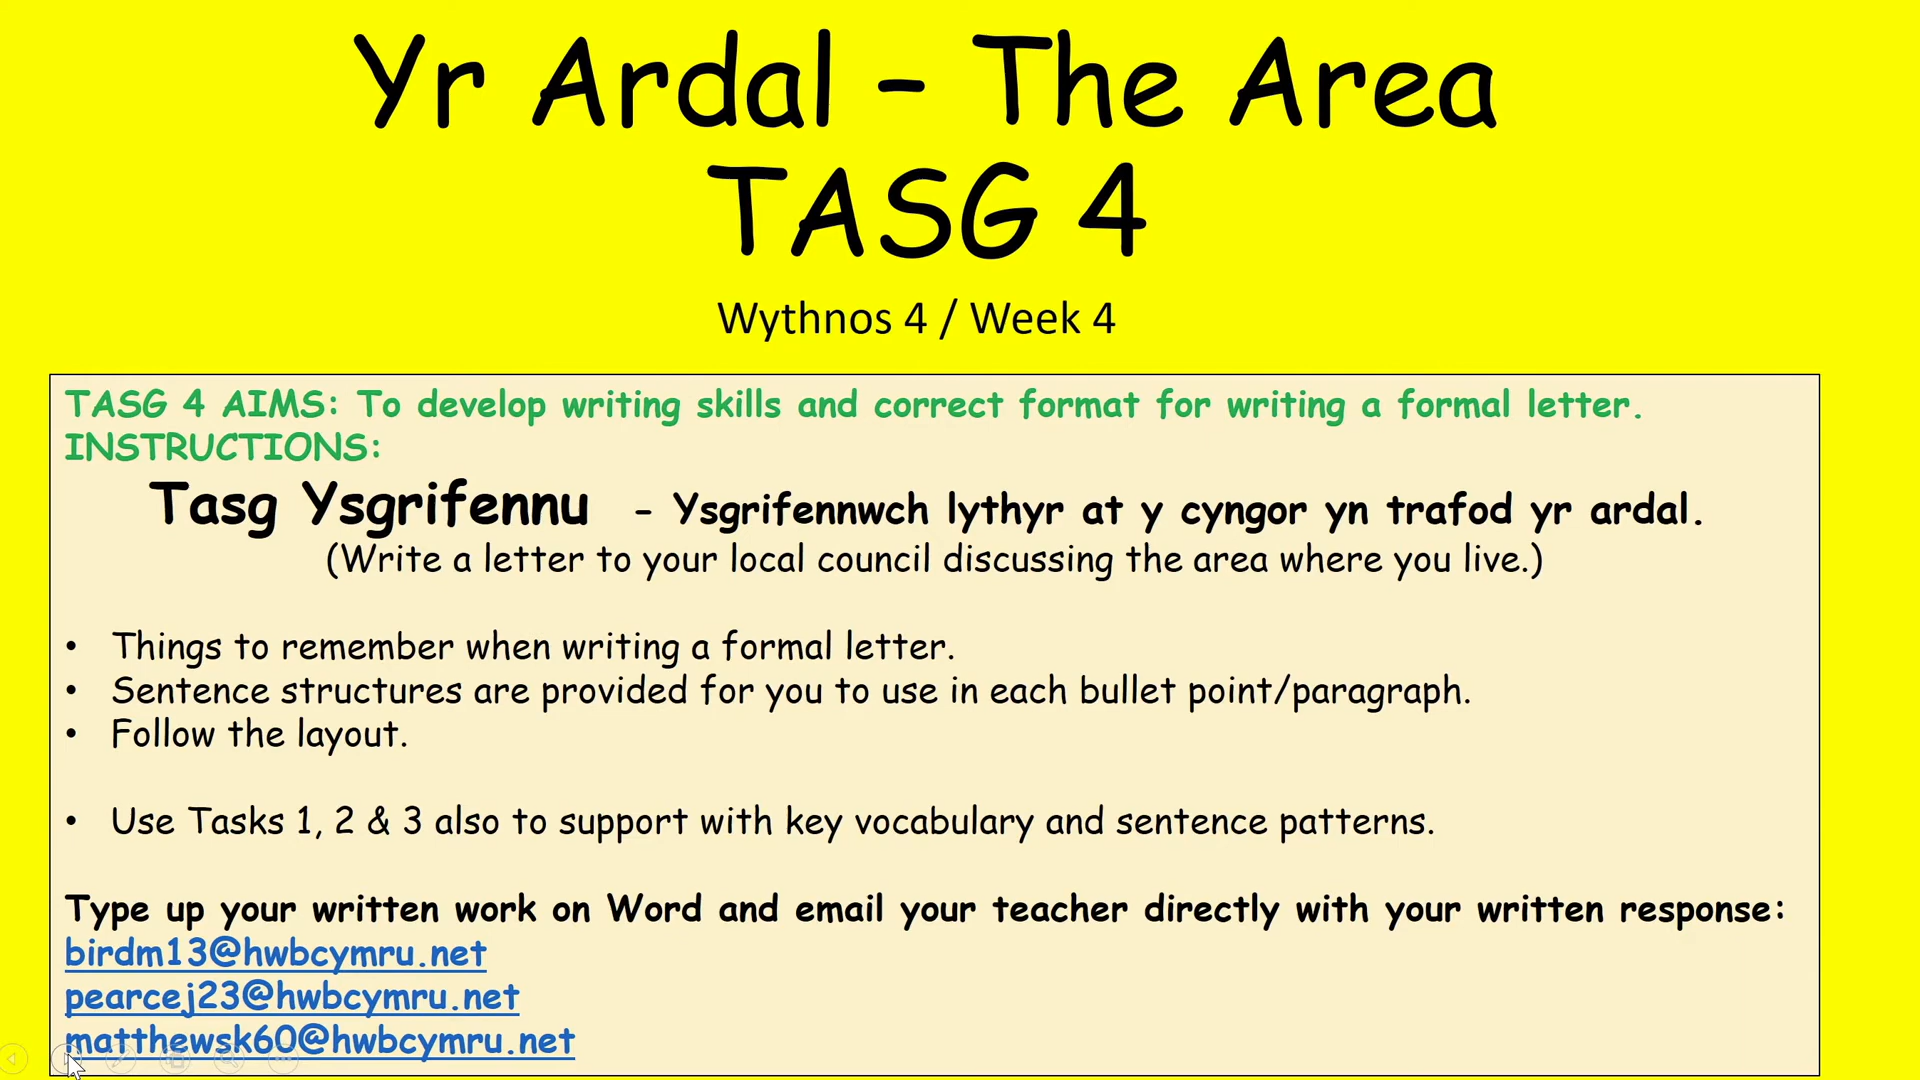 Yr Ardal – The Area
TASG 4
Wythnos 4 / Week 4
TASG 4 AIMS: To develop writing skills and correct format for writing a formal letter.
INSTRUCTIONS:
Tasg Ysgrifennu - Ysgrifennwch lythyr at y cyngor yn trafod yr ardal.
(Write a letter to your local council discussing the area where you live.)
• Things to remember when writing a formal letter.
• Sentence structures are provided for you to use in each bullet point/paragraph.
• Follow the layout.
• Use Tasks 1, 2 & 3 also to support with key vocabulary and sentence patterns.
Type up your written work on Word and email your teacher directly with your written response:
birdm13@hwbcymru.net
pearcej23@hwbcymru.net
matthewsk60@hwbcymru.net